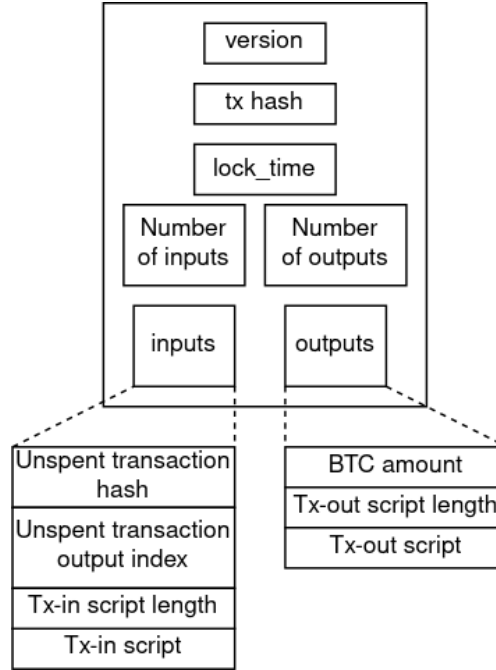 version
tx hash
lock_time
Number
of inputs
Number
of outputs
inputs
outputs
Unspent transaction
hash
Unspent transaction
output index
Tx-in script length
Tx-in script
BTC amount
Tx-out script length
Tx-out script